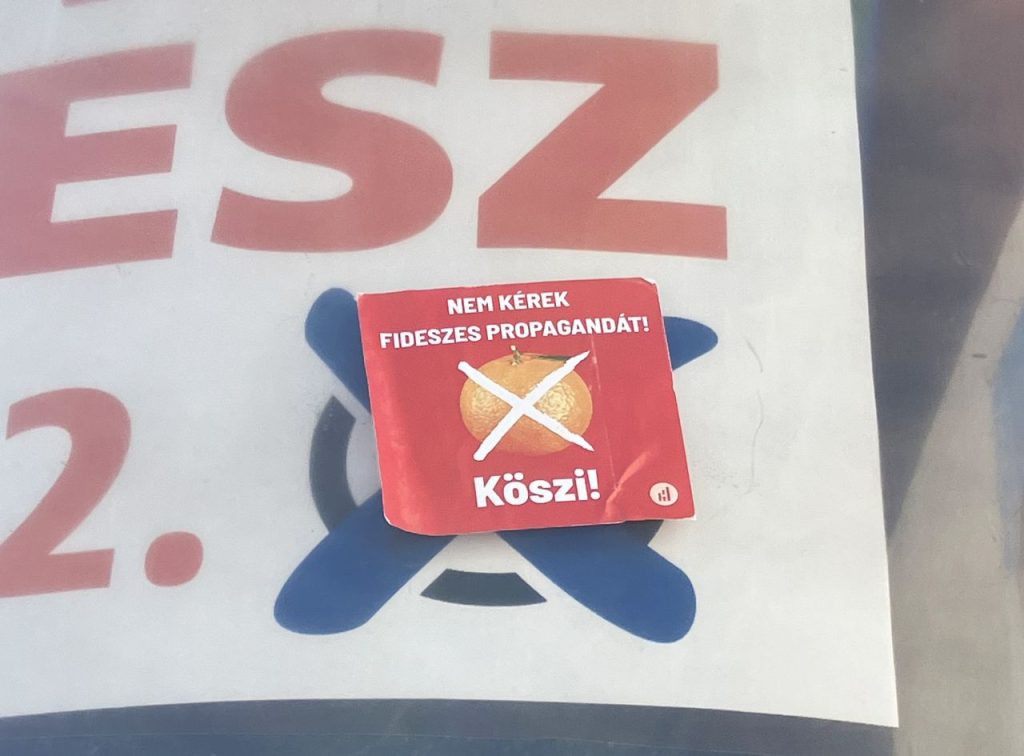 ESZ
NEM KÉREK
FIDESZES PROPAGANDÁT!
Köszi!
2.